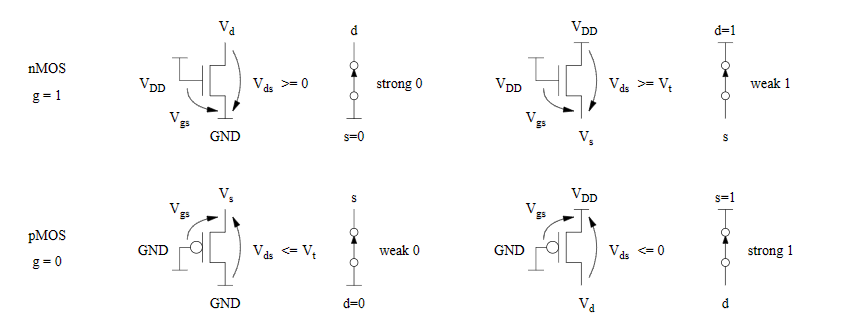 V_d d V_DD d=1
nMOS V_DD V_ds >= 0 strong 0 V_DD V_ds >= V_t weak 1
g = 1
V_gs V_gs
GND s=0 V_s s
V_s s V_DD s=1
V_gs V_gs
pMOS GND V_ds <= V_t weak 0 GND V_ds <= 0 strong 1
g = 0
GND d=0 V_d d